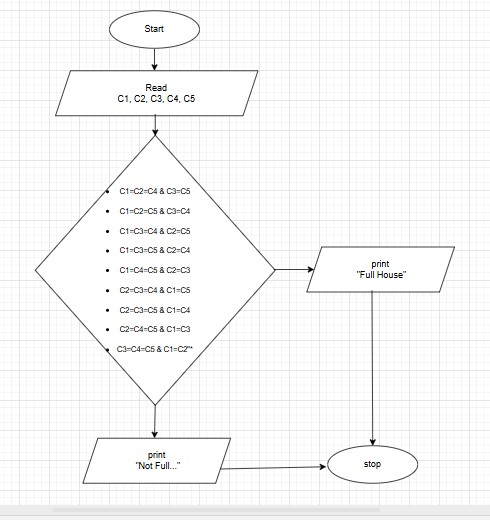 Start
Read
C1, C2, C3, C4, C5
C1=C2=C4 & C3=C5
C1=C2=C5 & C3=C4
C1=C3=C4 & C2=C5
C1=C3=C5 & C2=C4
C1=C4=C5 & C2=C3
C2=C3=C4 & C1=C5
C2=C3=C5 & C1=C4
C2=C4=C5 & C1=C3
C3=C4=C5 & C1=C2"*
print
"Full House"
print
"Not Full..."
stop